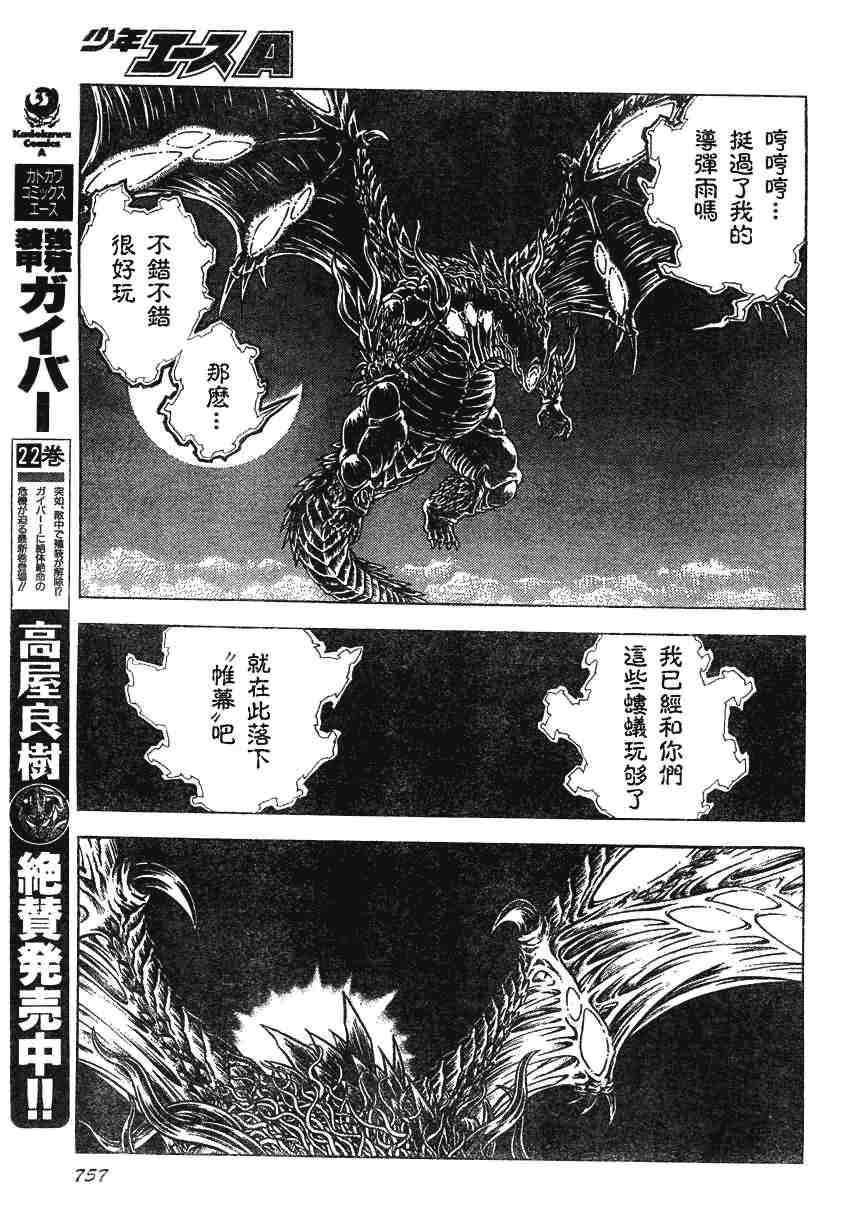 少年エースA
哼哼哼…
挺過了我的
導彈雨嗎
不錯不錯
很好玩
那麼…
我已經和你們
這些螻蟻玩够了
就在此落下
〝帷幕〞吧
Kadokawa
Comics
A
カドカワ
コミックス
エース
強殖
装甲
ガイバー
22巻
突如、敵中で殖装が解除!?
ガイバーⅠに絶体絶命の
危機が迫る最新巻登場!!
高屋良樹
絶賛発売中!!
757